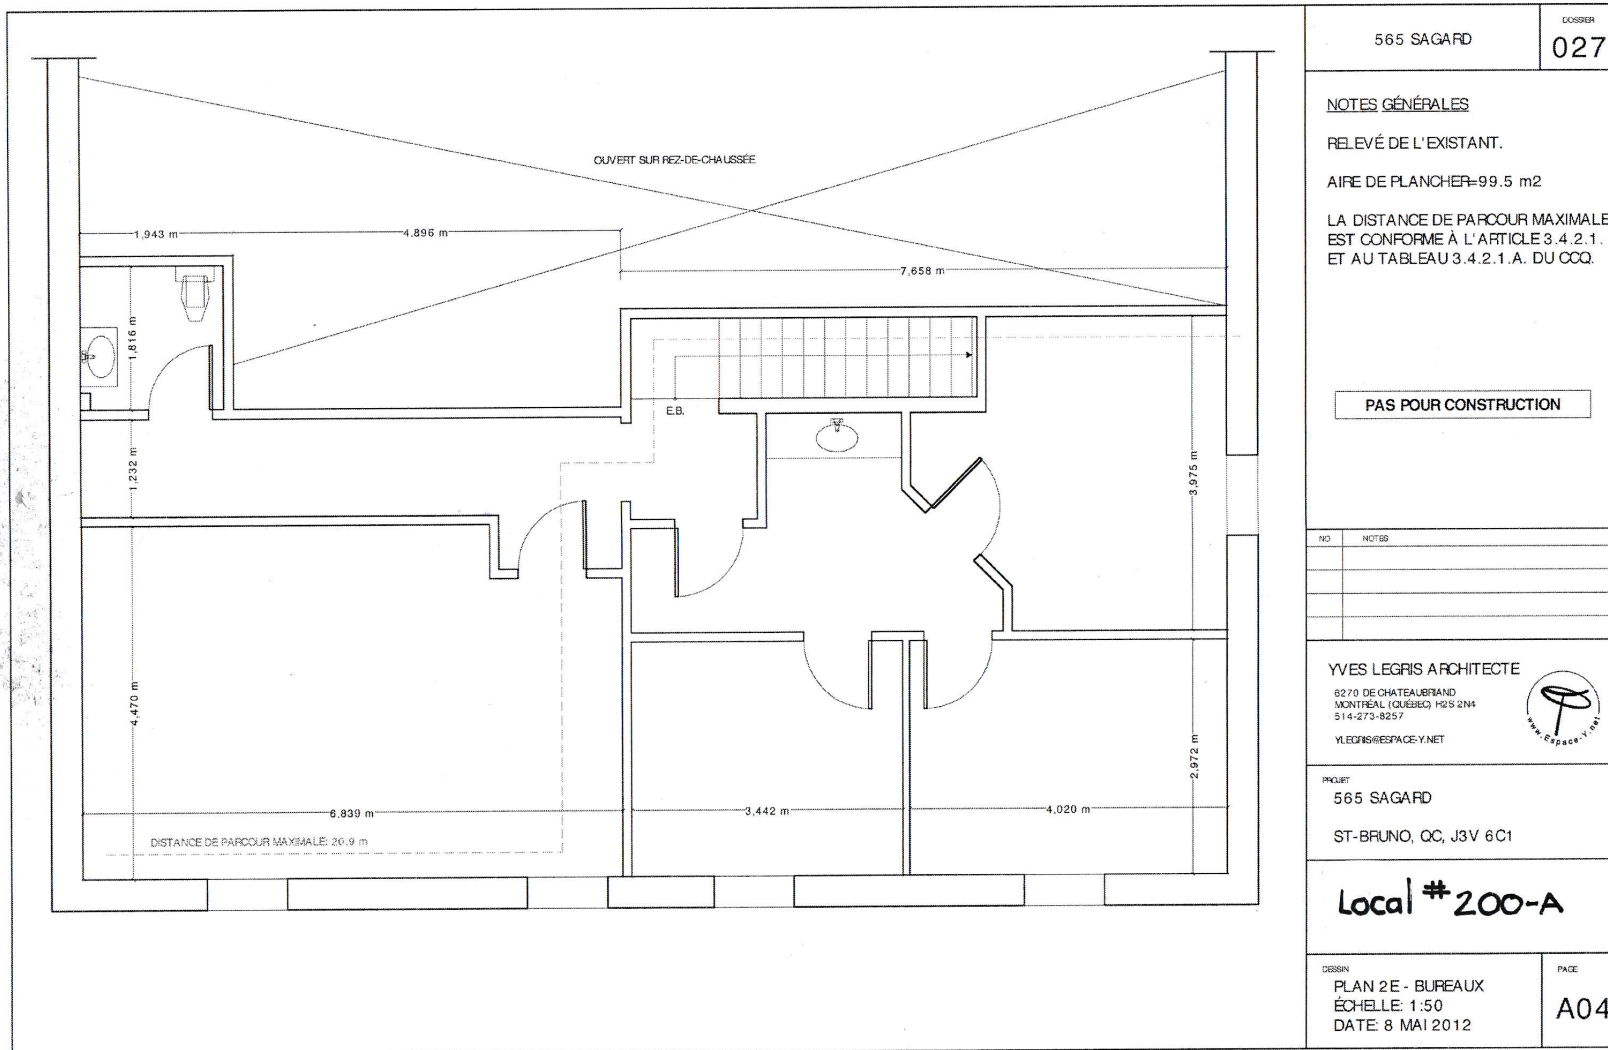 OUVERT SUR REZ-DE-CHAUSSÉE
1,943 m
4.896 m
7,658 m
1,816 m
E.B.
1,232 m
3,975 m
4,470 m
2,972 m
6,839 m
3,442 m
4,020 m
DISTANCE DE PARCOUR MAXIMALE: 20.9 m
565 SAGARD
DOSSIER
027
NOTES GÉNÉRALES
RELEVÉ DE L'EXISTANT.
AIRE DE PLANCHER=99.5 m2
LA DISTANCE DE PARCOUR MAXIMALE
EST CONFORME À L'ARTICLE 3.4.2.1.
ET AU TABLEAU 3.4.2.1.A. DU CCQ.
PAS POUR CONSTRUCTION
NO NOTES
YVES LEGRIS ARCHITECTE
6270 DE CHATEAUBRIAND
MONTRÉAL (QUÉBEC) H2S 2N4
514-273-8257
YLEGRIS@ESPACE-Y.NET
www.Espace-Y.net
PROJET
565 SAGARD
ST-BRUNO, QC, J3V 6C1
Local #200-A
DESSIN
PLAN 2E - BUREAUX
ÉCHELLE: 1:50
DATE: 8 MAI 2012
PAGE
A04